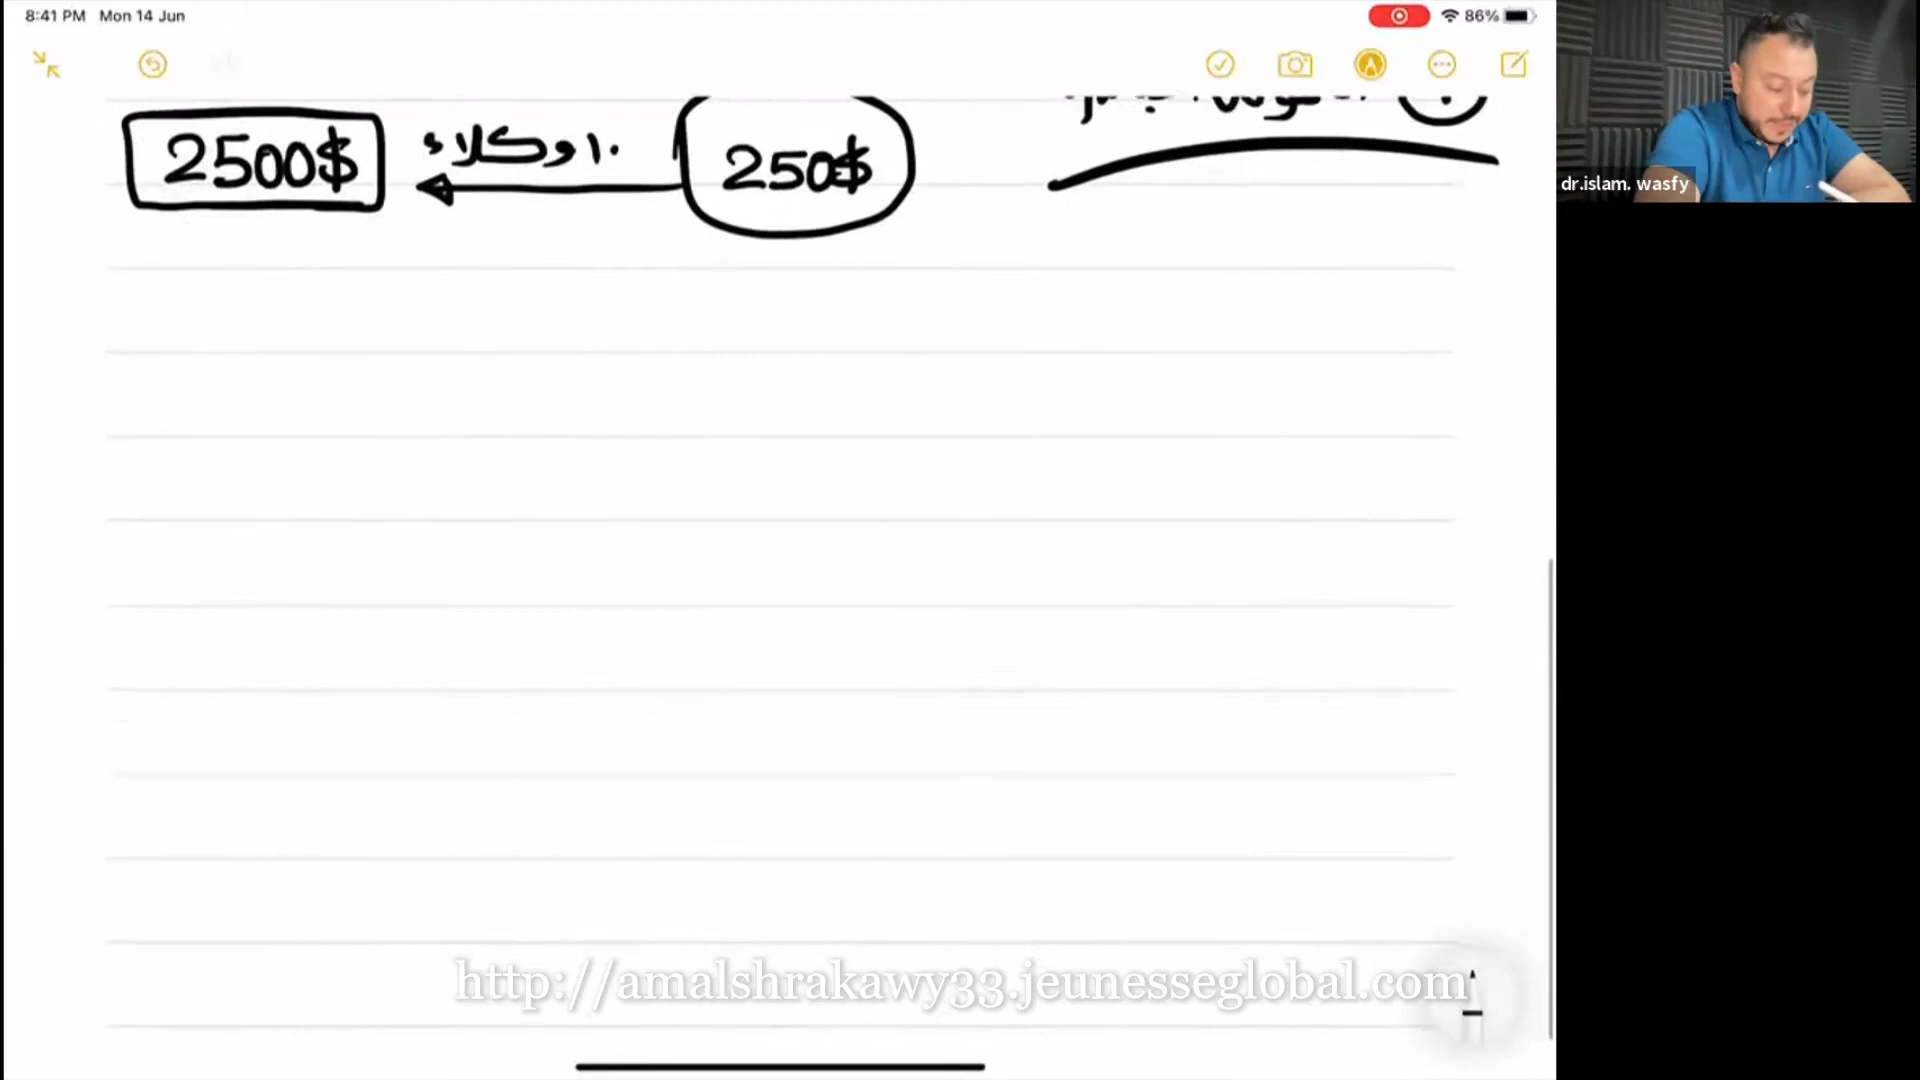 8:41 PM Mon 14 Jun
86%
250$
١٠ وكلاء
2500$
dr.islam. wasfy
http://amalshrakawy33.jeunesseglobal.com